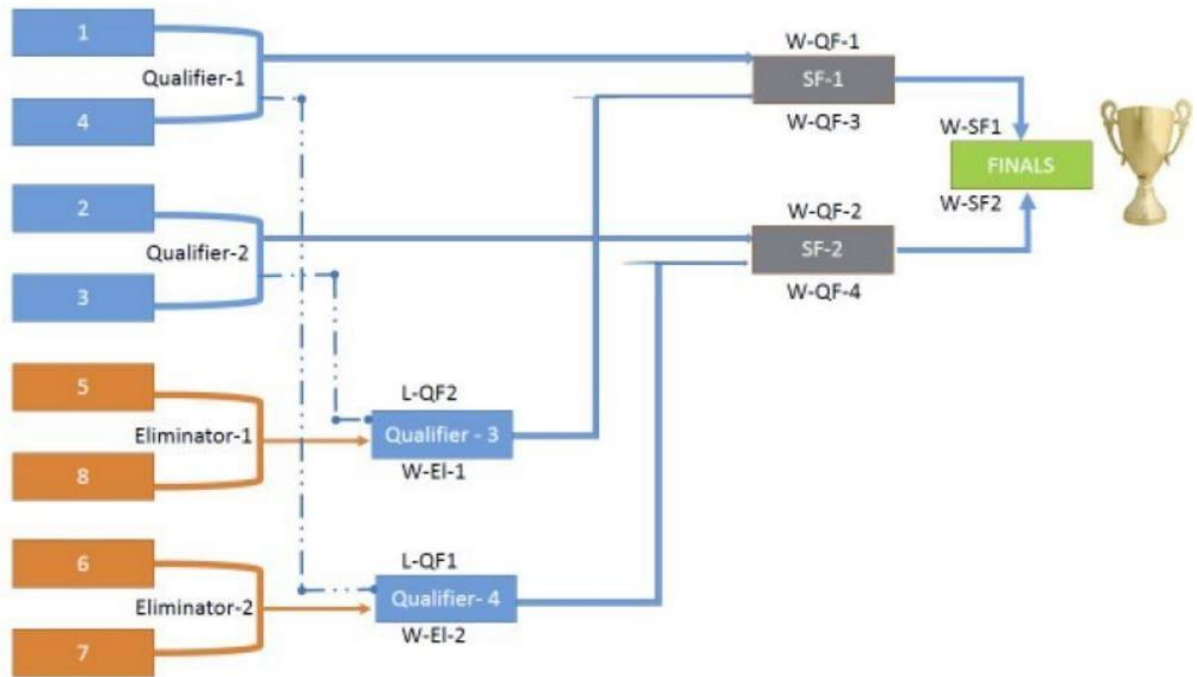 1
Qualifier-1
4
2
Qualifier-2
3
5
Eliminator-1
8
6
Eliminator-2
7
L-QF2
Qualifier - 3
W-El-1
L-QF1
Qualifier- 4
W-El-2
W-QF-1
SF-1
W-QF-3
W-QF-2
SF-2
W-QF-4
W-SF1
FINALS
W-SF2